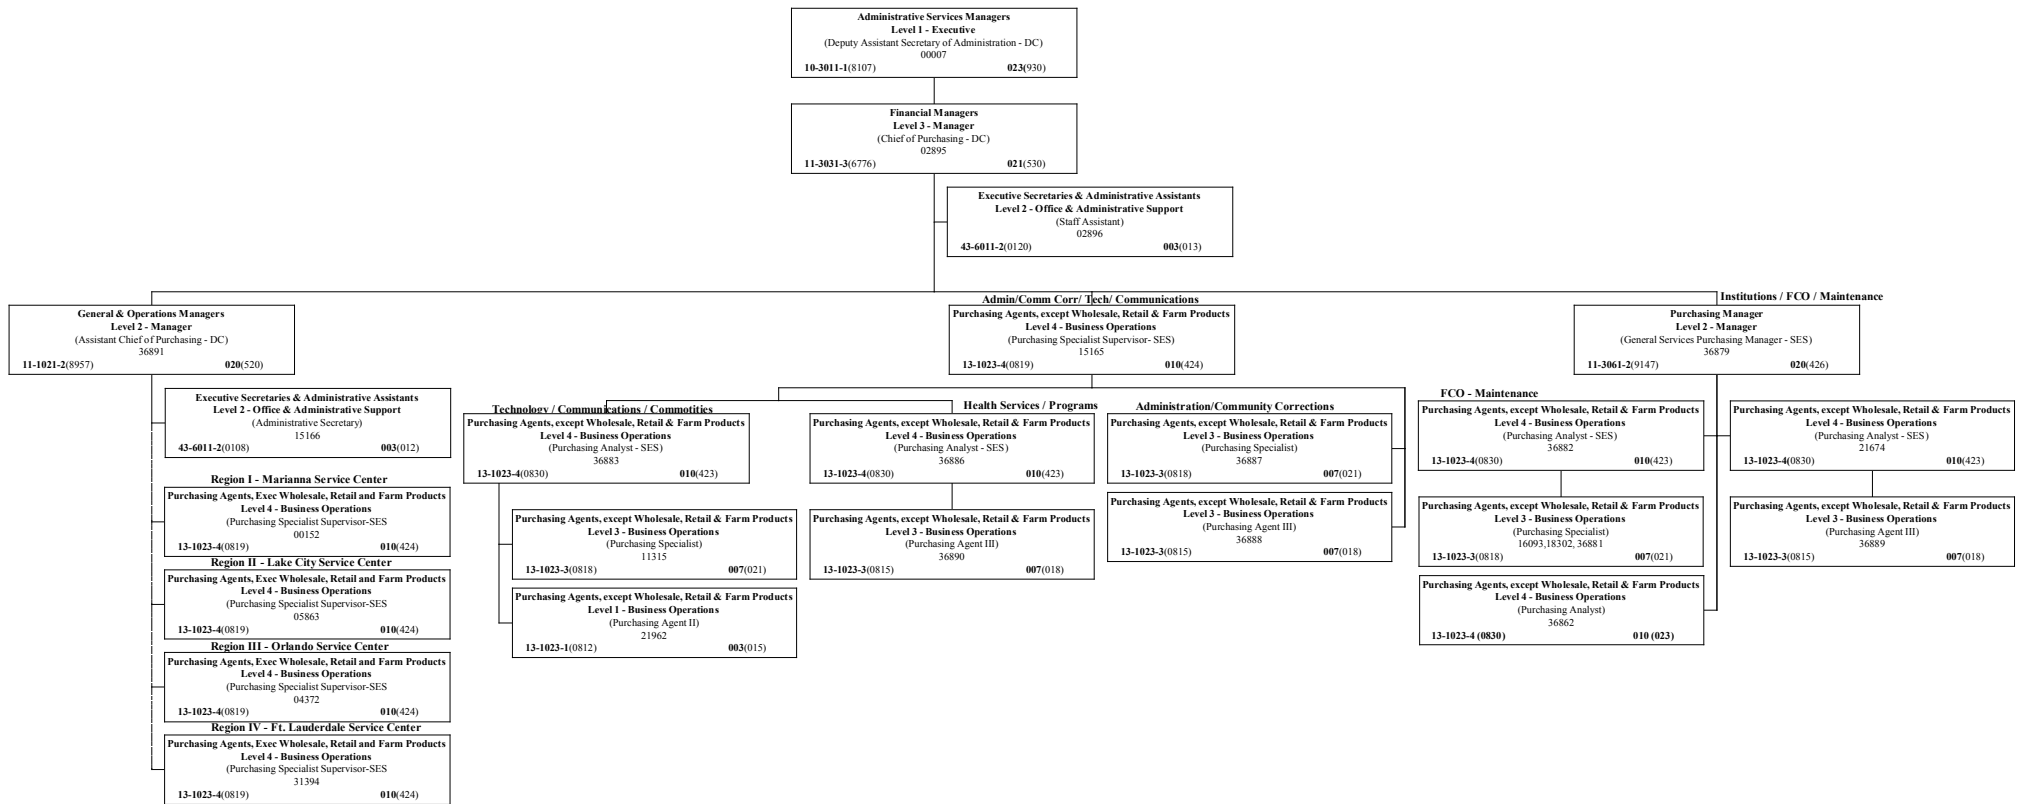 Administrative Services Managers
Level 1 - Executive
(Deputy Assistant Secretary of Administration - DC)
00007
10-3011-1(8107) 023(930)
Financial Managers
Level 3 - Manager
(Chief of Purchasing - DC)
02895
11-3031-3(6776) 021(530)
Executive Secretaries & Administrative Assistants
Level 2 - Office & Administrative Support
(Staff Assistant)
02896
43-6011-2(0120) 003(013)
General & Operations Managers
Level 2 - Manager
(Assistant Chief of Purchasing - DC)
36891
11-1021-2(8957) 020(520)
Executive Secretaries & Administrative Assistants
Level 2 - Office & Administrative Support
(Administrative Secretary)
15166
43-6011-2(0108) 003(012)
Region I - Marianna Service Center
Purchasing Agents, Exec Wholesale, Retail and Farm Products
Level 4 - Business Operations
(Purchasing Specialist Supervisor-SES
00152
13-1023-4(0819) 010(424)
Region II - Lake City Service Center
Purchasing Agents, Exec Wholesale, Retail and Farm Products
Level 4 - Business Operations
(Purchasing Specialist Supervisor-SES
05863
13-1023-4(0819) 010(424)
Region III - Orlando Service Center
Purchasing Agents, Exec Wholesale, Retail and Farm Products
Level 4 - Business Operations
(Purchasing Specialist Supervisor-SES
04372
13-1023-4(0819) 010(424)
Region IV - Ft. Lauderdale Service Center
Purchasing Agents, Exec Wholesale, Retail and Farm Products
Level 4 - Business Operations
(Purchasing Specialist Supervisor-SES
31394
13-1023-4(0819) 010(424)
Admin/Comm Corr/ Tech/ Communications
Purchasing Agents, except Wholesale, Retail & Farm Products
Level 4 - Business Operations
(Purchasing Specialist Supervisor- SES)
15165
13-1023-4(0819) 010(424)
Technology / Communications / Commotities
Purchasing Agents, except Wholesale, Retail & Farm Products
Level 4 - Business Operations
(Purchasing Analyst - SES)
36883
13-1023-4(0830) 010(423)
Purchasing Agents, except Wholesale, Retail & Farm Products
Level 3 - Business Operations
(Purchasing Specialist)
11315
13-1023-3(0818) 007(021)
Purchasing Agents, except Wholesale, Retail & Farm Products
Level 1 - Business Operations
(Purchasing Agent II)
21962
13-1023-1(0812) 003(015)
Health Services / Programs
Purchasing Agents, except Wholesale, Retail & Farm Products
Level 4 - Business Operations
(Purchasing Analyst - SES)
36886
13-1023-4(0830) 010(423)
Purchasing Agents, except Wholesale, Retail & Farm Products
Level 3 - Business Operations
(Purchasing Agent III)
36890
13-1023-3(0815) 007(018)
Administration/Community Corrections
Purchasing Agents, except Wholesale, Retail & Farm Products
Level 3 - Business Operations
(Purchasing Specialist)
36887
13-1023-3(0818) 007(021)
Purchasing Agents, except Wholesale, Retail & Farm Products
Level 3 - Business Operations
(Purchasing Agent III)
36888
13-1023-3(0815) 007(018)
Institutions / FCO / Maintenance
Purchasing Manager
Level 2 - Manager
(General Services Purchasing Manager - SES)
36879
11-3061-2(9147) 020(426)
FCO - Maintenance
Purchasing Agents, except Wholesale, Retail & Farm Products
Level 4 - Business Operations
(Purchasing Analyst - SES)
36882
13-1023-4(0830) 010(423)
Purchasing Agents, except Wholesale, Retail & Farm Products
Level 3 - Business Operations
(Purchasing Specialist)
16093,18302, 36881
13-1023-3(0818) 007(021)
Purchasing Agents, except Wholesale, Retail & Farm Products
Level 4 - Business Operations
(Purchasing Analyst)
36862
13-1023-4 (0830) 010 (023)
Purchasing Agents, except Wholesale, Retail & Farm Products
Level 4 - Business Operations
(Purchasing Analyst - SES)
21674
13-1023-4(0830) 010(423)
Purchasing Agents, except Wholesale, Retail & Farm Products
Level 3 - Business Operations
(Purchasing Agent III)
36889
13-1023-3(0815) 007(018)